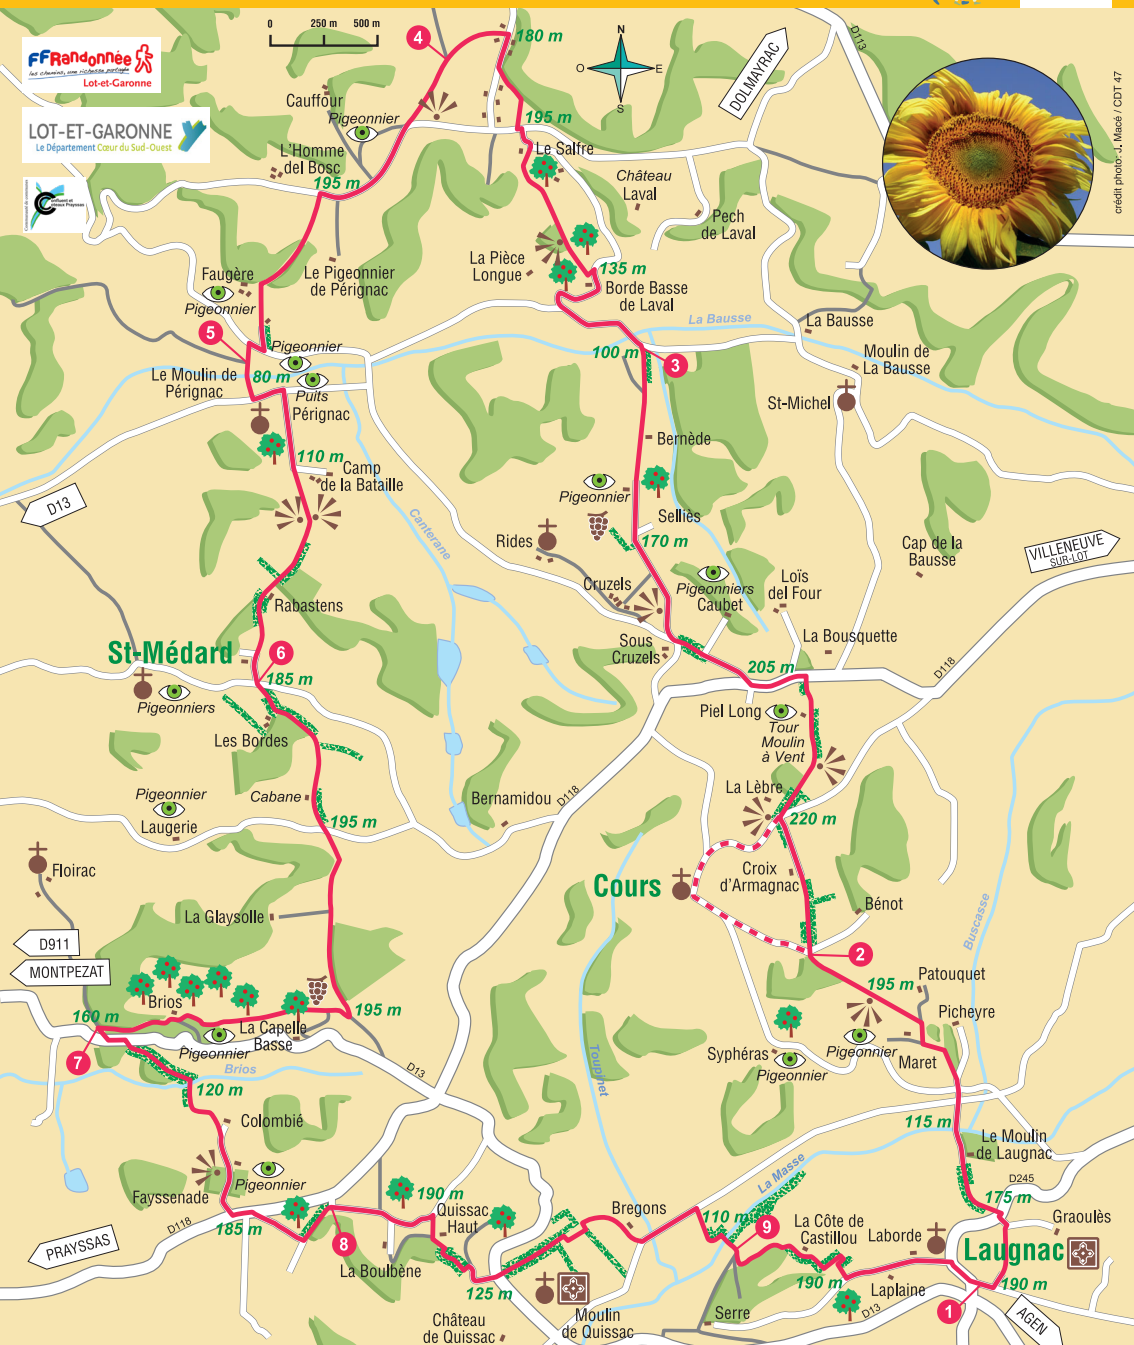 0 250 m 500 m
FFRandonnée
les chemins, une richesse partagée
Lot-et-Garonne
LOT-ET-GARONNE
Le Département Cœur du Sud-Ouest
4
180 m
N
O
E
S
DOLMAYRAC
D113
crédit photo: J. Macé / CDT 47
Cauffour
Pigeonnier
195 m
L'Homme
del Bosc
195 m
Le Salfre
Château
Laval
Pech
de Laval
La Pièce
Longue
135 m
Borde Basse
de Laval
Faugère
Pigeonnier
Le Pigeonnier
de Pérignac
La Bausse
La Bausse
5
Pigeonnier
100 m
3
Moulin de
La Bausse
Le Moulin de
Pérignac
80 m
Puits
Pérignac
St-Michel
Bernède
110 m
Camp
de la Bataille
D13
Pigeonnier
Selliès
Canterane
Rides
170 m
Cap de la
Bausse
VILLENEUVE
SUR-LOT
Cruzels
Pigeonniers
Caubet
Loïs
del Four
Rabastens
Sous
Cruzels
La Bousquette
St-Médard
6
185 m
205 m
D118
Pigeonniers
Piel Long
Tour
Moulin
à Vent
Les Bordes
Cabane
Pigeonnier
Laugerie
195 m
Bernamidou
D118
La Lèbre
220 m
Floirac
Croix
d'Armagnac
Cours
Bénot
La Glaysolle
Buscasse
D911
MONTPEZAT
2
195 m
Patouquet
Brios
160 m
La Capelle
Basse
195 m
Picheyre
7
Pigeonnier
Brios
D13
Toupinet
Syphéras
Pigeonnier
Pigeonnier
Maret
120 m
Colombié
115 m
Le Moulin
de Laugnac
Pigeonnier
Fayssenade
La Masse
D245
175 m
190 m
Quissac
Haut
Bregons
110 m
9
La Côte de
Castillou
Laborde
Graoulès
185 m
D118
8
PRAYSSAS
La Boulbène
125 m
190 m
Laplaine
Laugnac
190 m
1
D13
AGEN
Serre
Château
de Quissac
Moulin
de Quissac